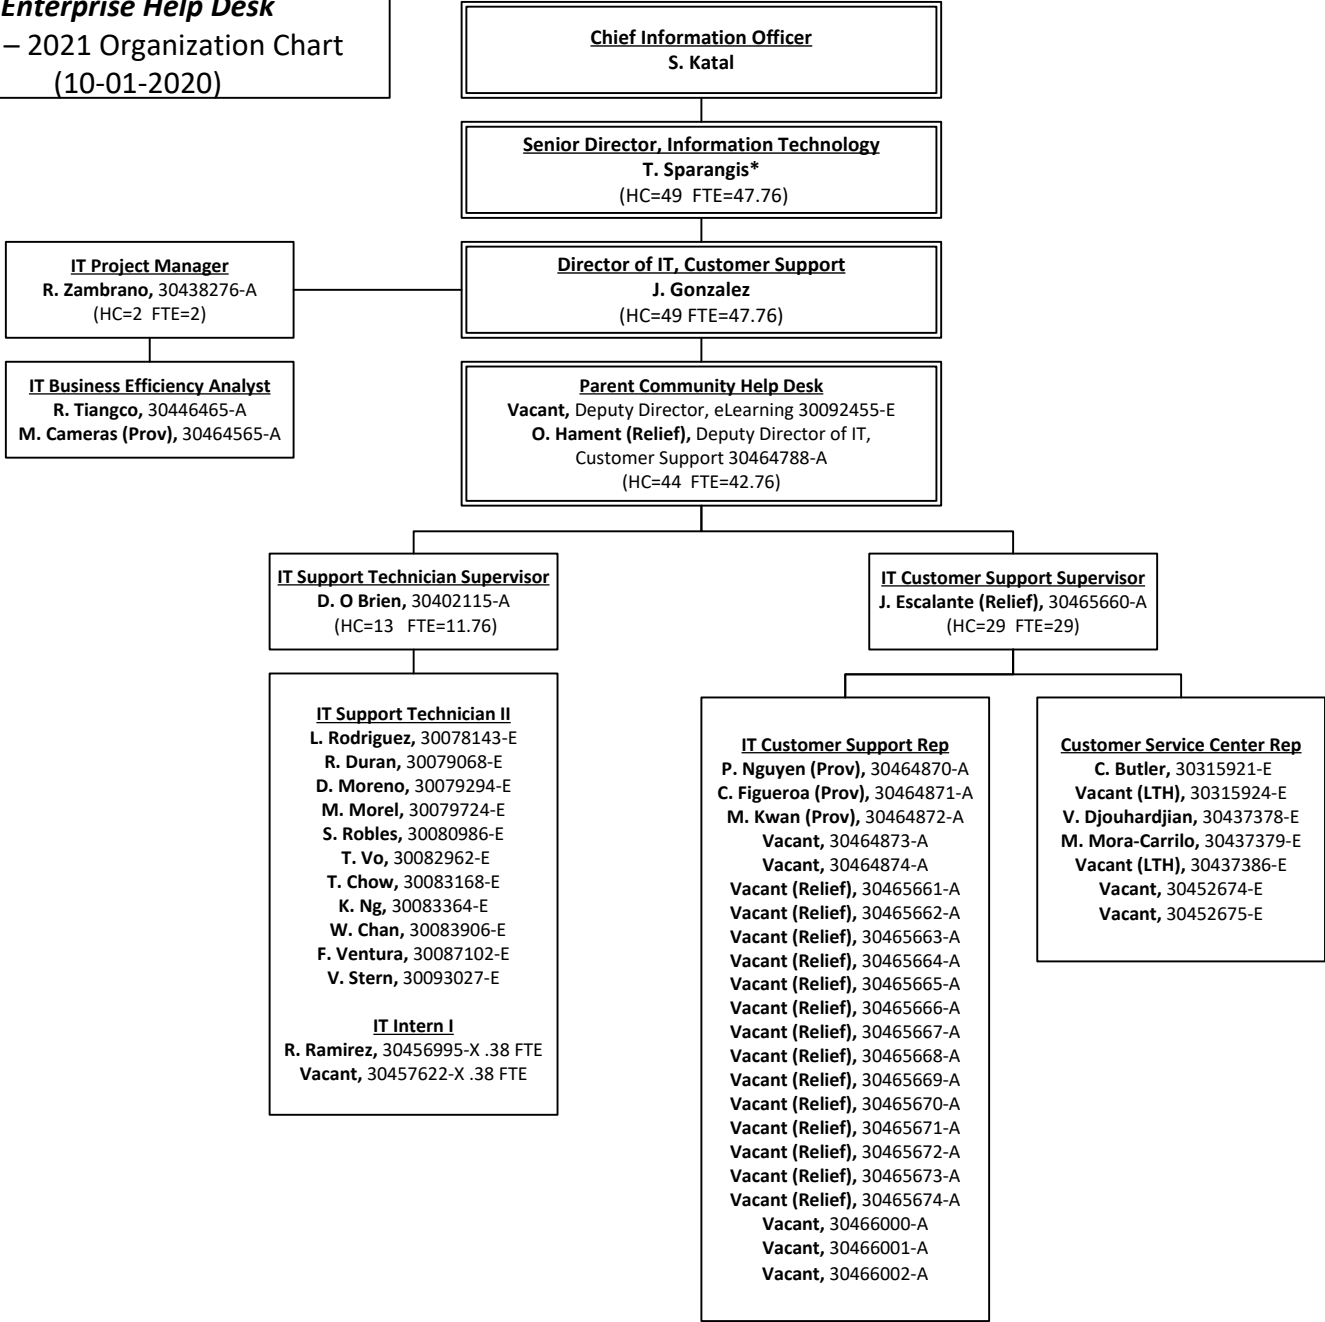 Enterprise Help Desk
– 2021 Organization Chart
(10-01-2020)
Chief Information Officer
S. Katal
Senior Director, Information Technology
T. Sparangis*
(HC=49 FTE=47.76)
IT Project Manager
R. Zambrano, 30438276-A
(HC=2 FTE=2)
Director of IT, Customer Support
J. Gonzalez
(HC=49 FTE=47.76)
IT Business Efficiency Analyst
R. Tiangco, 30446465-A
M. Cameras (Prov), 30464565-A
Parent Community Help Desk
Vacant, Deputy Director, eLearning 30092455-E
O. Hament (Relief), Deputy Director of IT,
Customer Support 30464788-A
(HC=44 FTE=42.76)
IT Support Technician Supervisor
D. O Brien, 30402115-A
(HC=13 FTE=11.76)
IT Customer Support Supervisor
J. Escalante (Relief), 30465660-A
(HC=29 FTE=29)
IT Support Technician II
L. Rodriguez, 30078143-E
R. Duran, 30079068-E
D. Moreno, 30079294-E
M. Morel, 30079724-E
S. Robles, 30080986-E
T. Vo, 30082962-E
T. Chow, 30083168-E
K. Ng, 30083364-E
W. Chan, 30083906-E
F. Ventura, 30087102-E
V. Stern, 30093027-E
IT Intern I
R. Ramirez, 30456995-X .38 FTE
Vacant, 30457622-X .38 FTE
IT Customer Support Rep
P. Nguyen (Prov), 30464870-A
C. Figueroa (Prov), 30464871-A
M. Kwan (Prov), 30464872-A
Vacant, 30464873-A
Vacant, 30464874-A
Vacant (Relief), 30465661-A
Vacant (Relief), 30465662-A
Vacant (Relief), 30465663-A
Vacant (Relief), 30465664-A
Vacant (Relief), 30465665-A
Vacant (Relief), 30465666-A
Vacant (Relief), 30465667-A
Vacant (Relief), 30465668-A
Vacant (Relief), 30465669-A
Vacant (Relief), 30465670-A
Vacant (Relief), 30465671-A
Vacant (Relief), 30465672-A
Vacant (Relief), 30465673-A
Vacant (Relief), 30465674-A
Vacant, 30466000-A
Vacant, 30466001-A
Vacant, 30466002-A
Customer Service Center Rep
C. Butler, 30315921-E
Vacant (LTH), 30315924-E
V. Djouhardjian, 30437378-E
M. Mora-Carrilo, 30437379-E
Vacant (LTH), 30437386-E
Vacant, 30452674-E
Vacant, 30452675-E